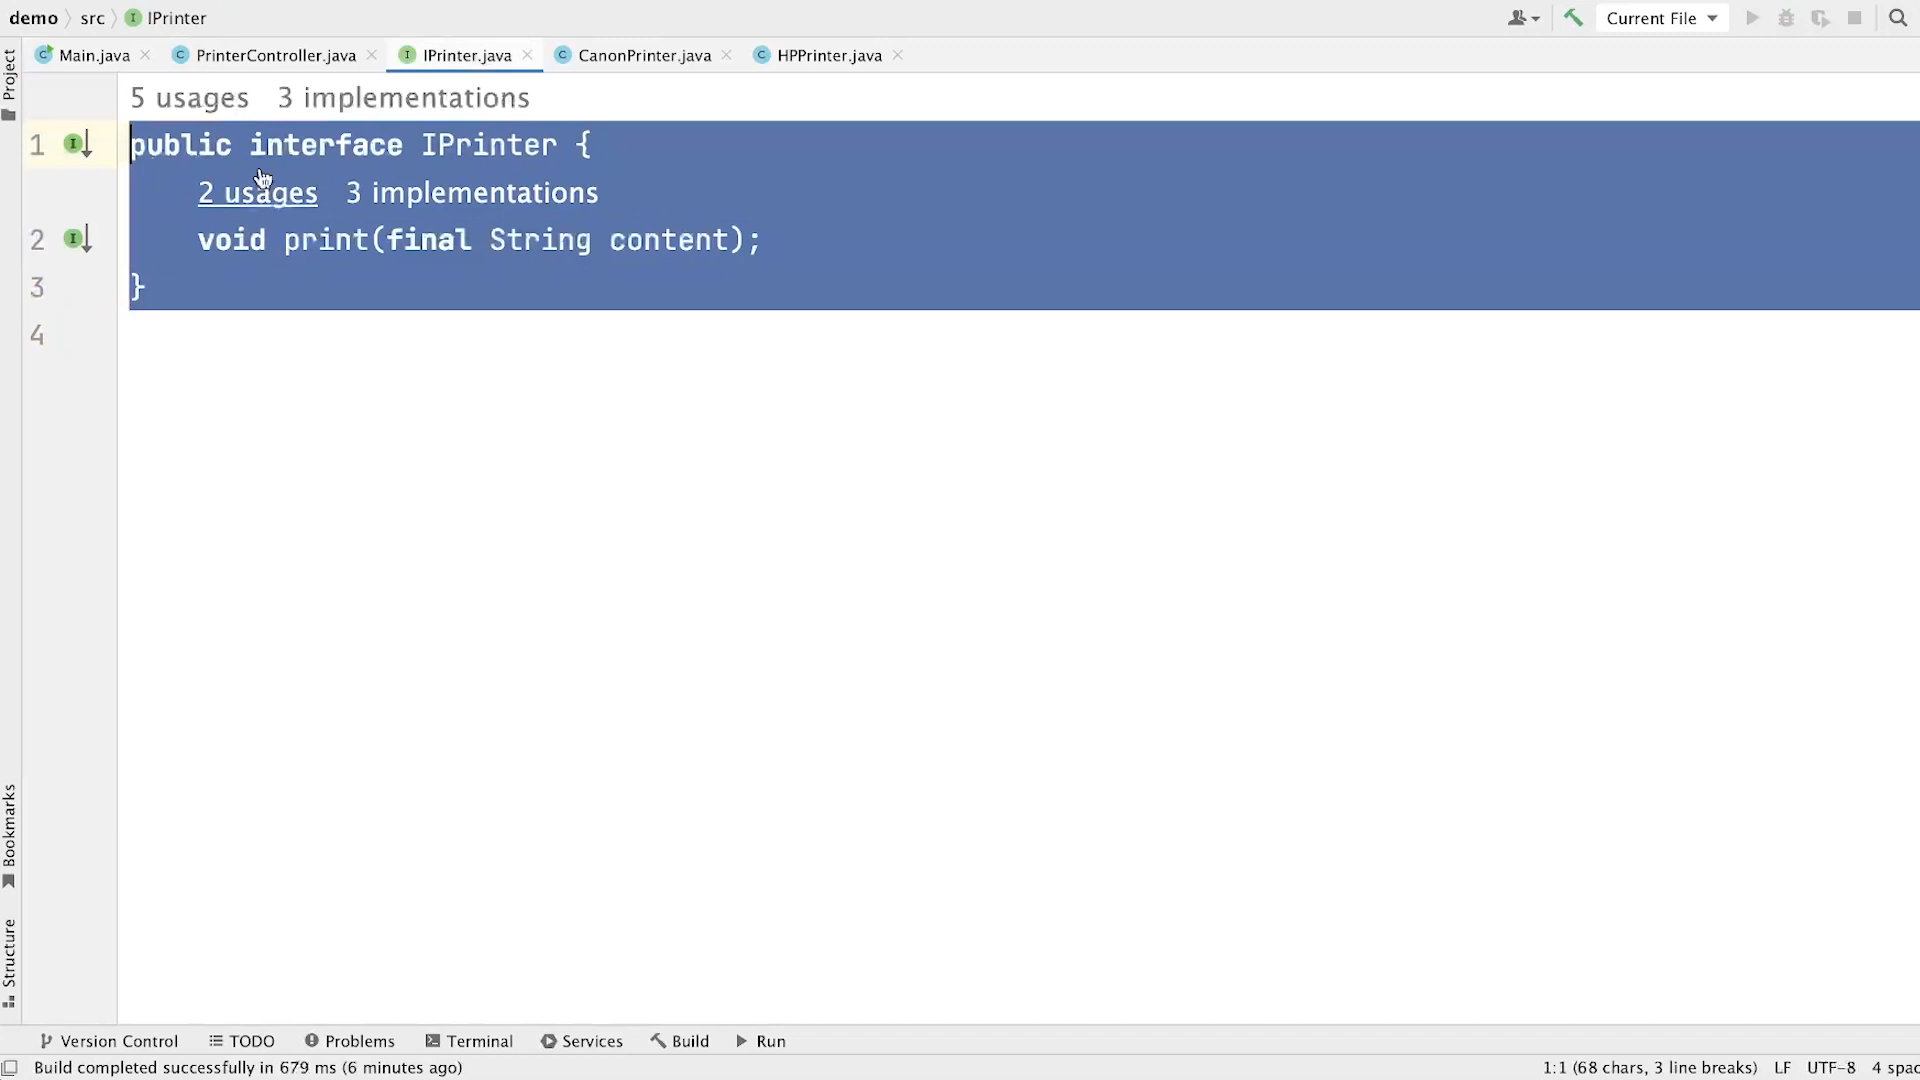 demo src IPrinter Current File
Project
Main.java PrinterController.java IPrinter.java CanonPrinter.java HPPrinter.java
5 usages 3 implementations
1 public interface IPrinter {
2 usages 3 implementations
2 void print(final String content);
3 }
4
Bookmarks
Structure
Version Control TODO Problems Terminal Services Build Run
Build completed successfully in 679 ms (6 minutes ago) 1:1 (68 chars, 3 line breaks) LF UTF-8 4 spac